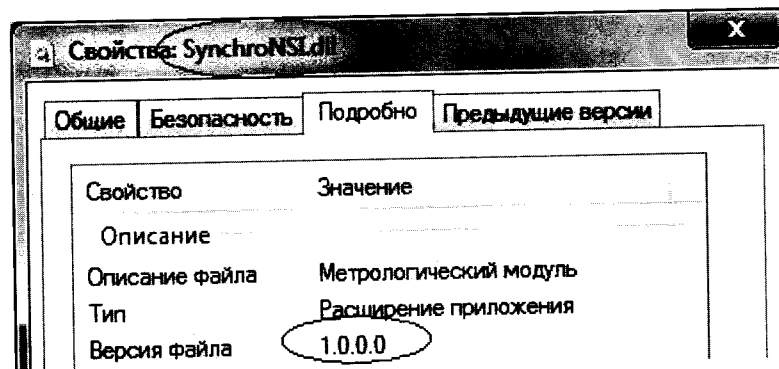 Свойства: SynchroNSI.dll
X
Общие Безопасность Подробно Предыдущие версии
Свойство Значение
Описание
Описание файла Метрологический модуль
Тип Расширение приложения
Версия файла 1.0.0.0